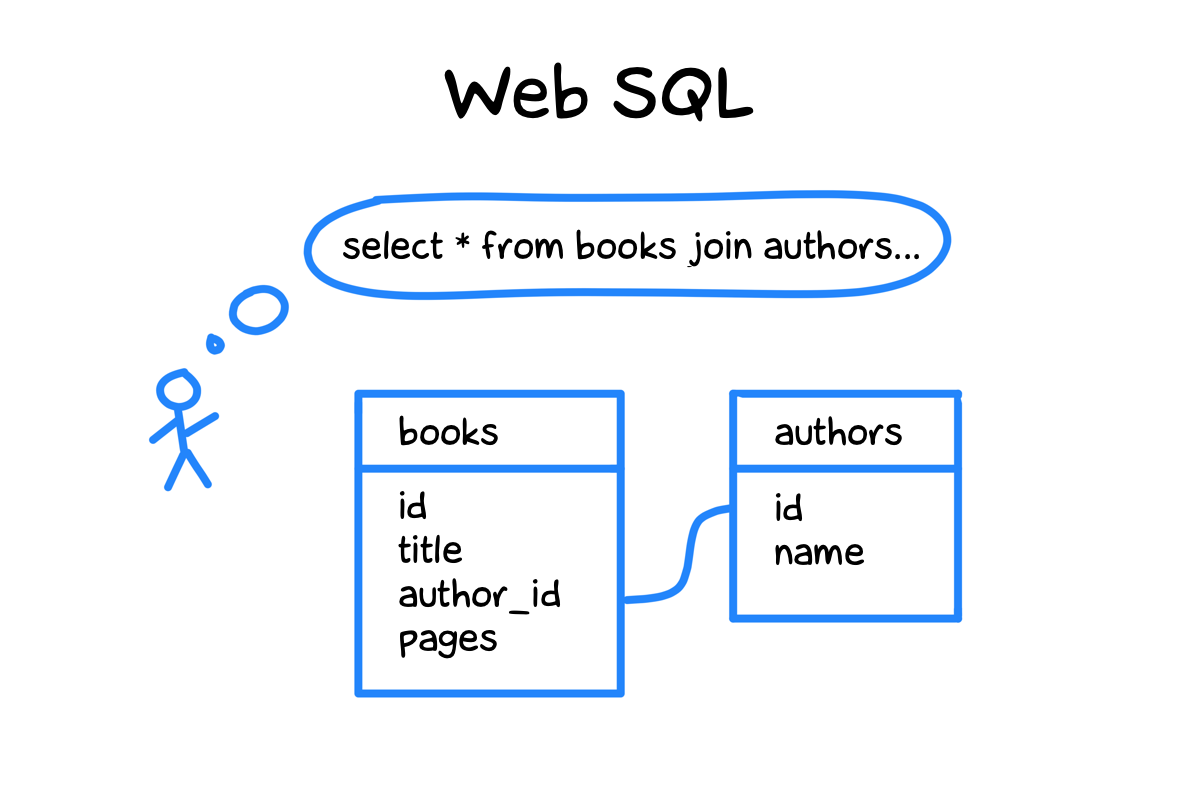 Web SQL
select * from books join authors...
books
id
title
author_id
pages
authors
id
name